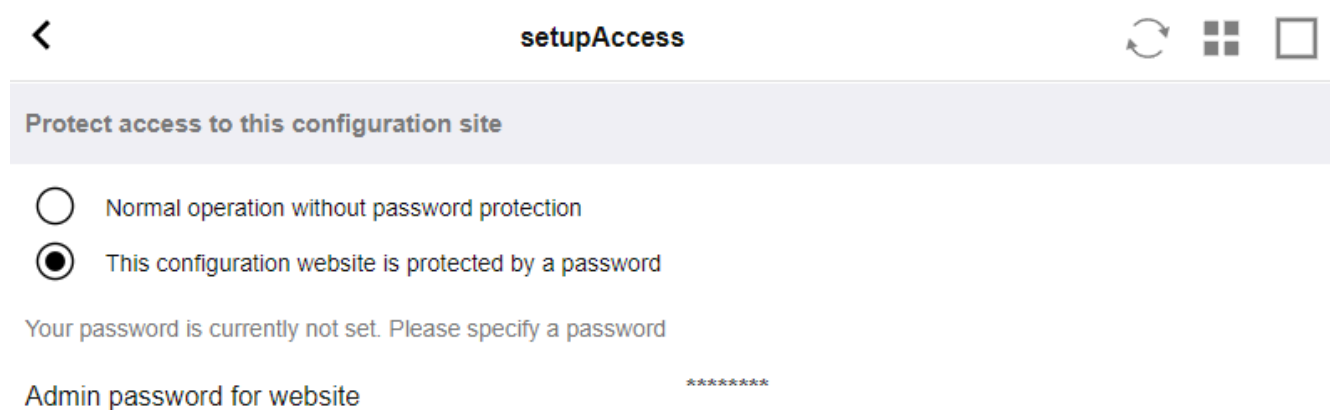 setupAccess
Protect access to this configuration site
Normal operation without password protection
This configuration website is protected by a password
Your password is currently not set. Please specify a password
Admin password for website ********